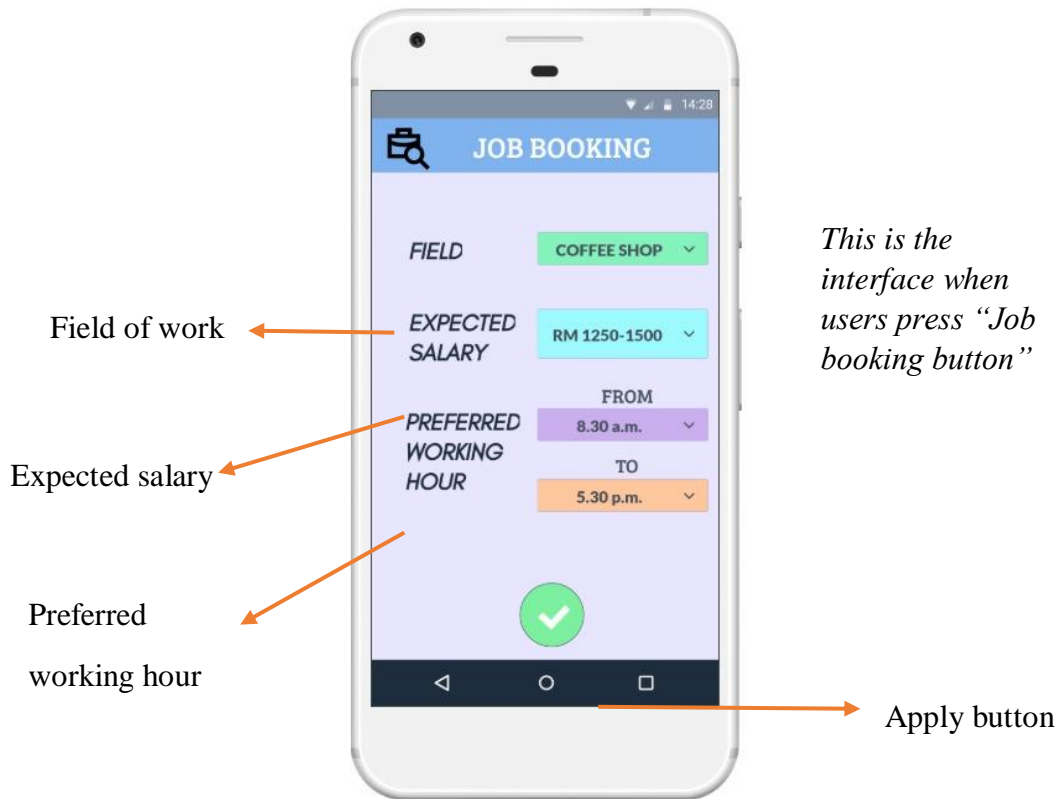 14:28
JOB BOOKING
FIELD
COFFEE SHOP
EXPECTED
SALARY
RM 1250-1500
PREFERRED
WORKING
HOUR
FROM
8.30 a.m.
TO
5.30 p.m.
Field of work
Expected salary
Preferred
working hour
This is the
interface when
users press “Job
booking button”
Apply button